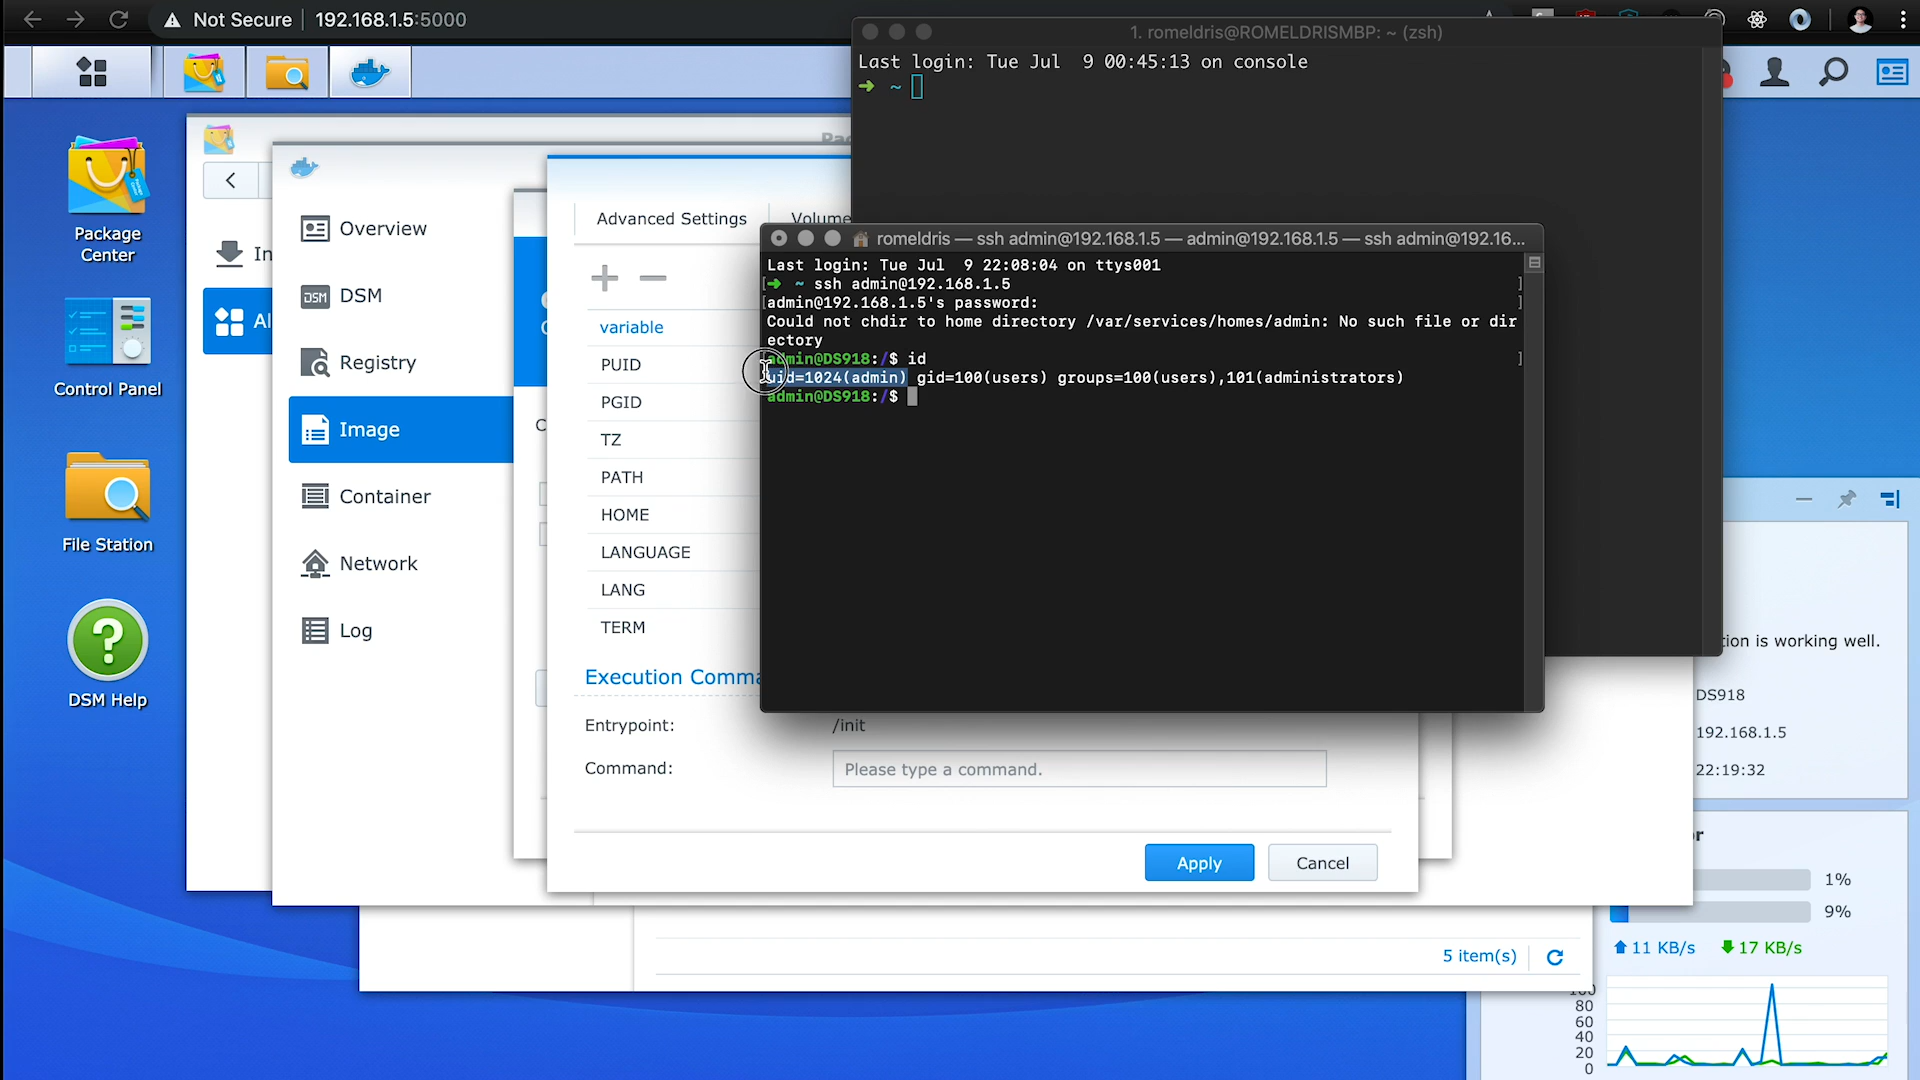 Not Secure
192.168.1.5:5000
1. romeldris@ROMELDRISMBP: ~ (zsh)
Last login: Tue Jul  9 00:45:13 on console
~
Package
Center
Control Panel
File Station
DSM Help
Overview
DSM
Registry
Image
Container
Network
Log
Advanced Settings
Volume
variable
PUID
PGID
TZ
PATH
HOME
LANGUAGE
LANG
TERM
Execution Comma
Entrypoint:
/init
Command:
Please type a command.
Apply
Cancel
romeldris — ssh admin@192.168.1.5 — admin@192.168.1.5 — ssh admin@192.16...
Last login: Tue Jul  9 22:08:04 on ttys001
~ ssh admin@192.168.1.5
admin@192.168.1.5's password:
Could not chdir to home directory /var/services/homes/admin: No such file or dir
ectory
admin@DS918:/$ id
uid=1024(admin) gid=100(users) groups=100(users),101(administrators)
admin@DS918:/$
5 item(s)
tion is working well.
DS918
192.168.1.5
22:19:32
1%
9%
11 KB/s
17 KB/s
100
80
60
40
20
0